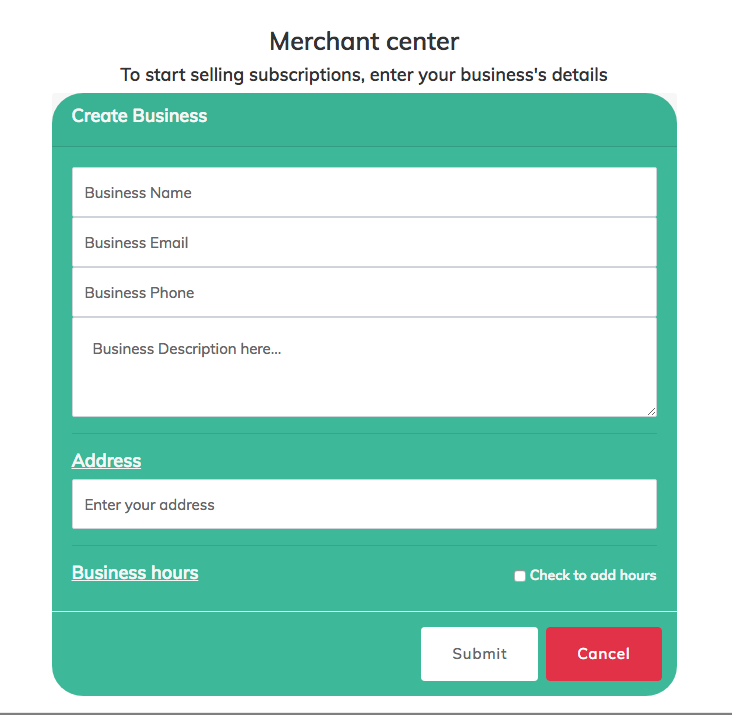 Merchant center
To start selling subscriptions, enter your business's details
Create Business
Business Name
Business Email
Business Phone
Business Description here...
Address
Enter your address
Business hours
Check to add hours
Submit
Cancel